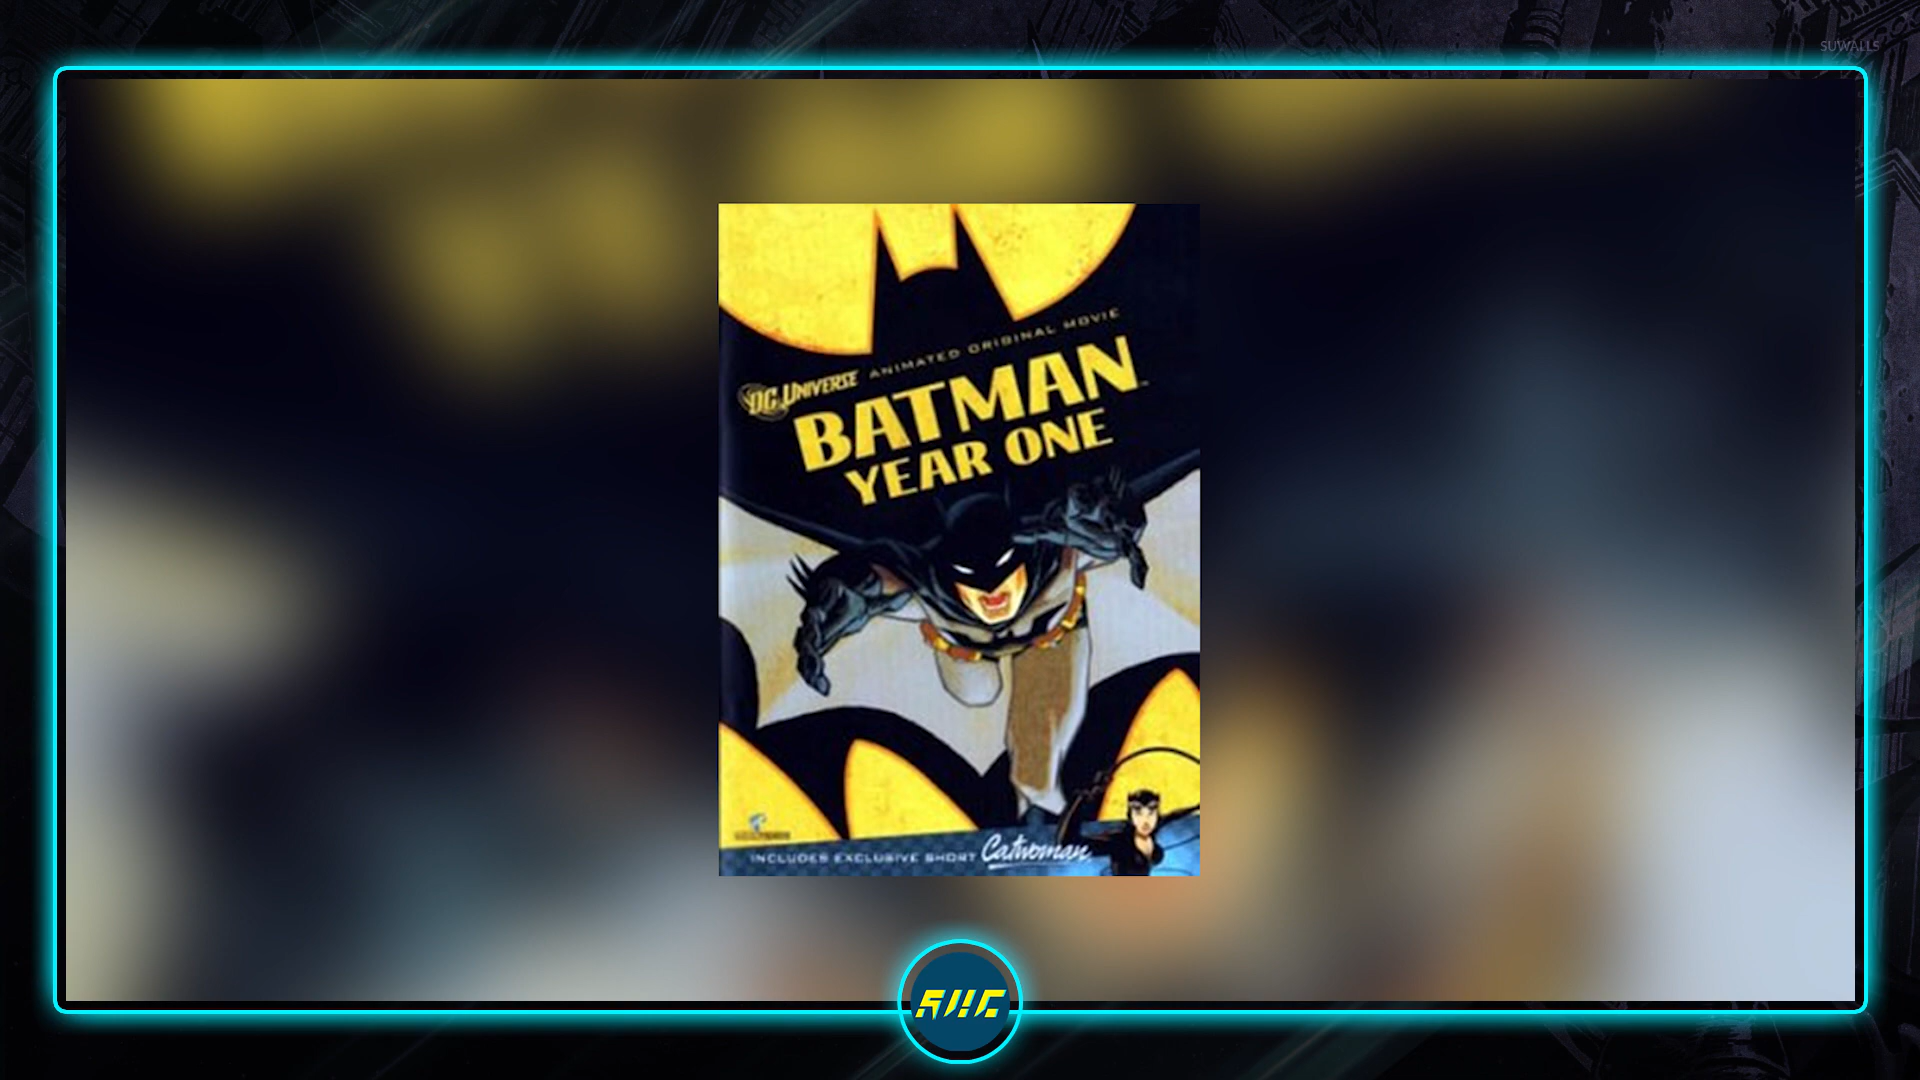 SUWALLS
ANIMATED ORIGINAL MOVIE
DC UNIVERSE
BATMAN
YEAR ONE
INCLUDES EXCLUSIVE SHORT Catwoman